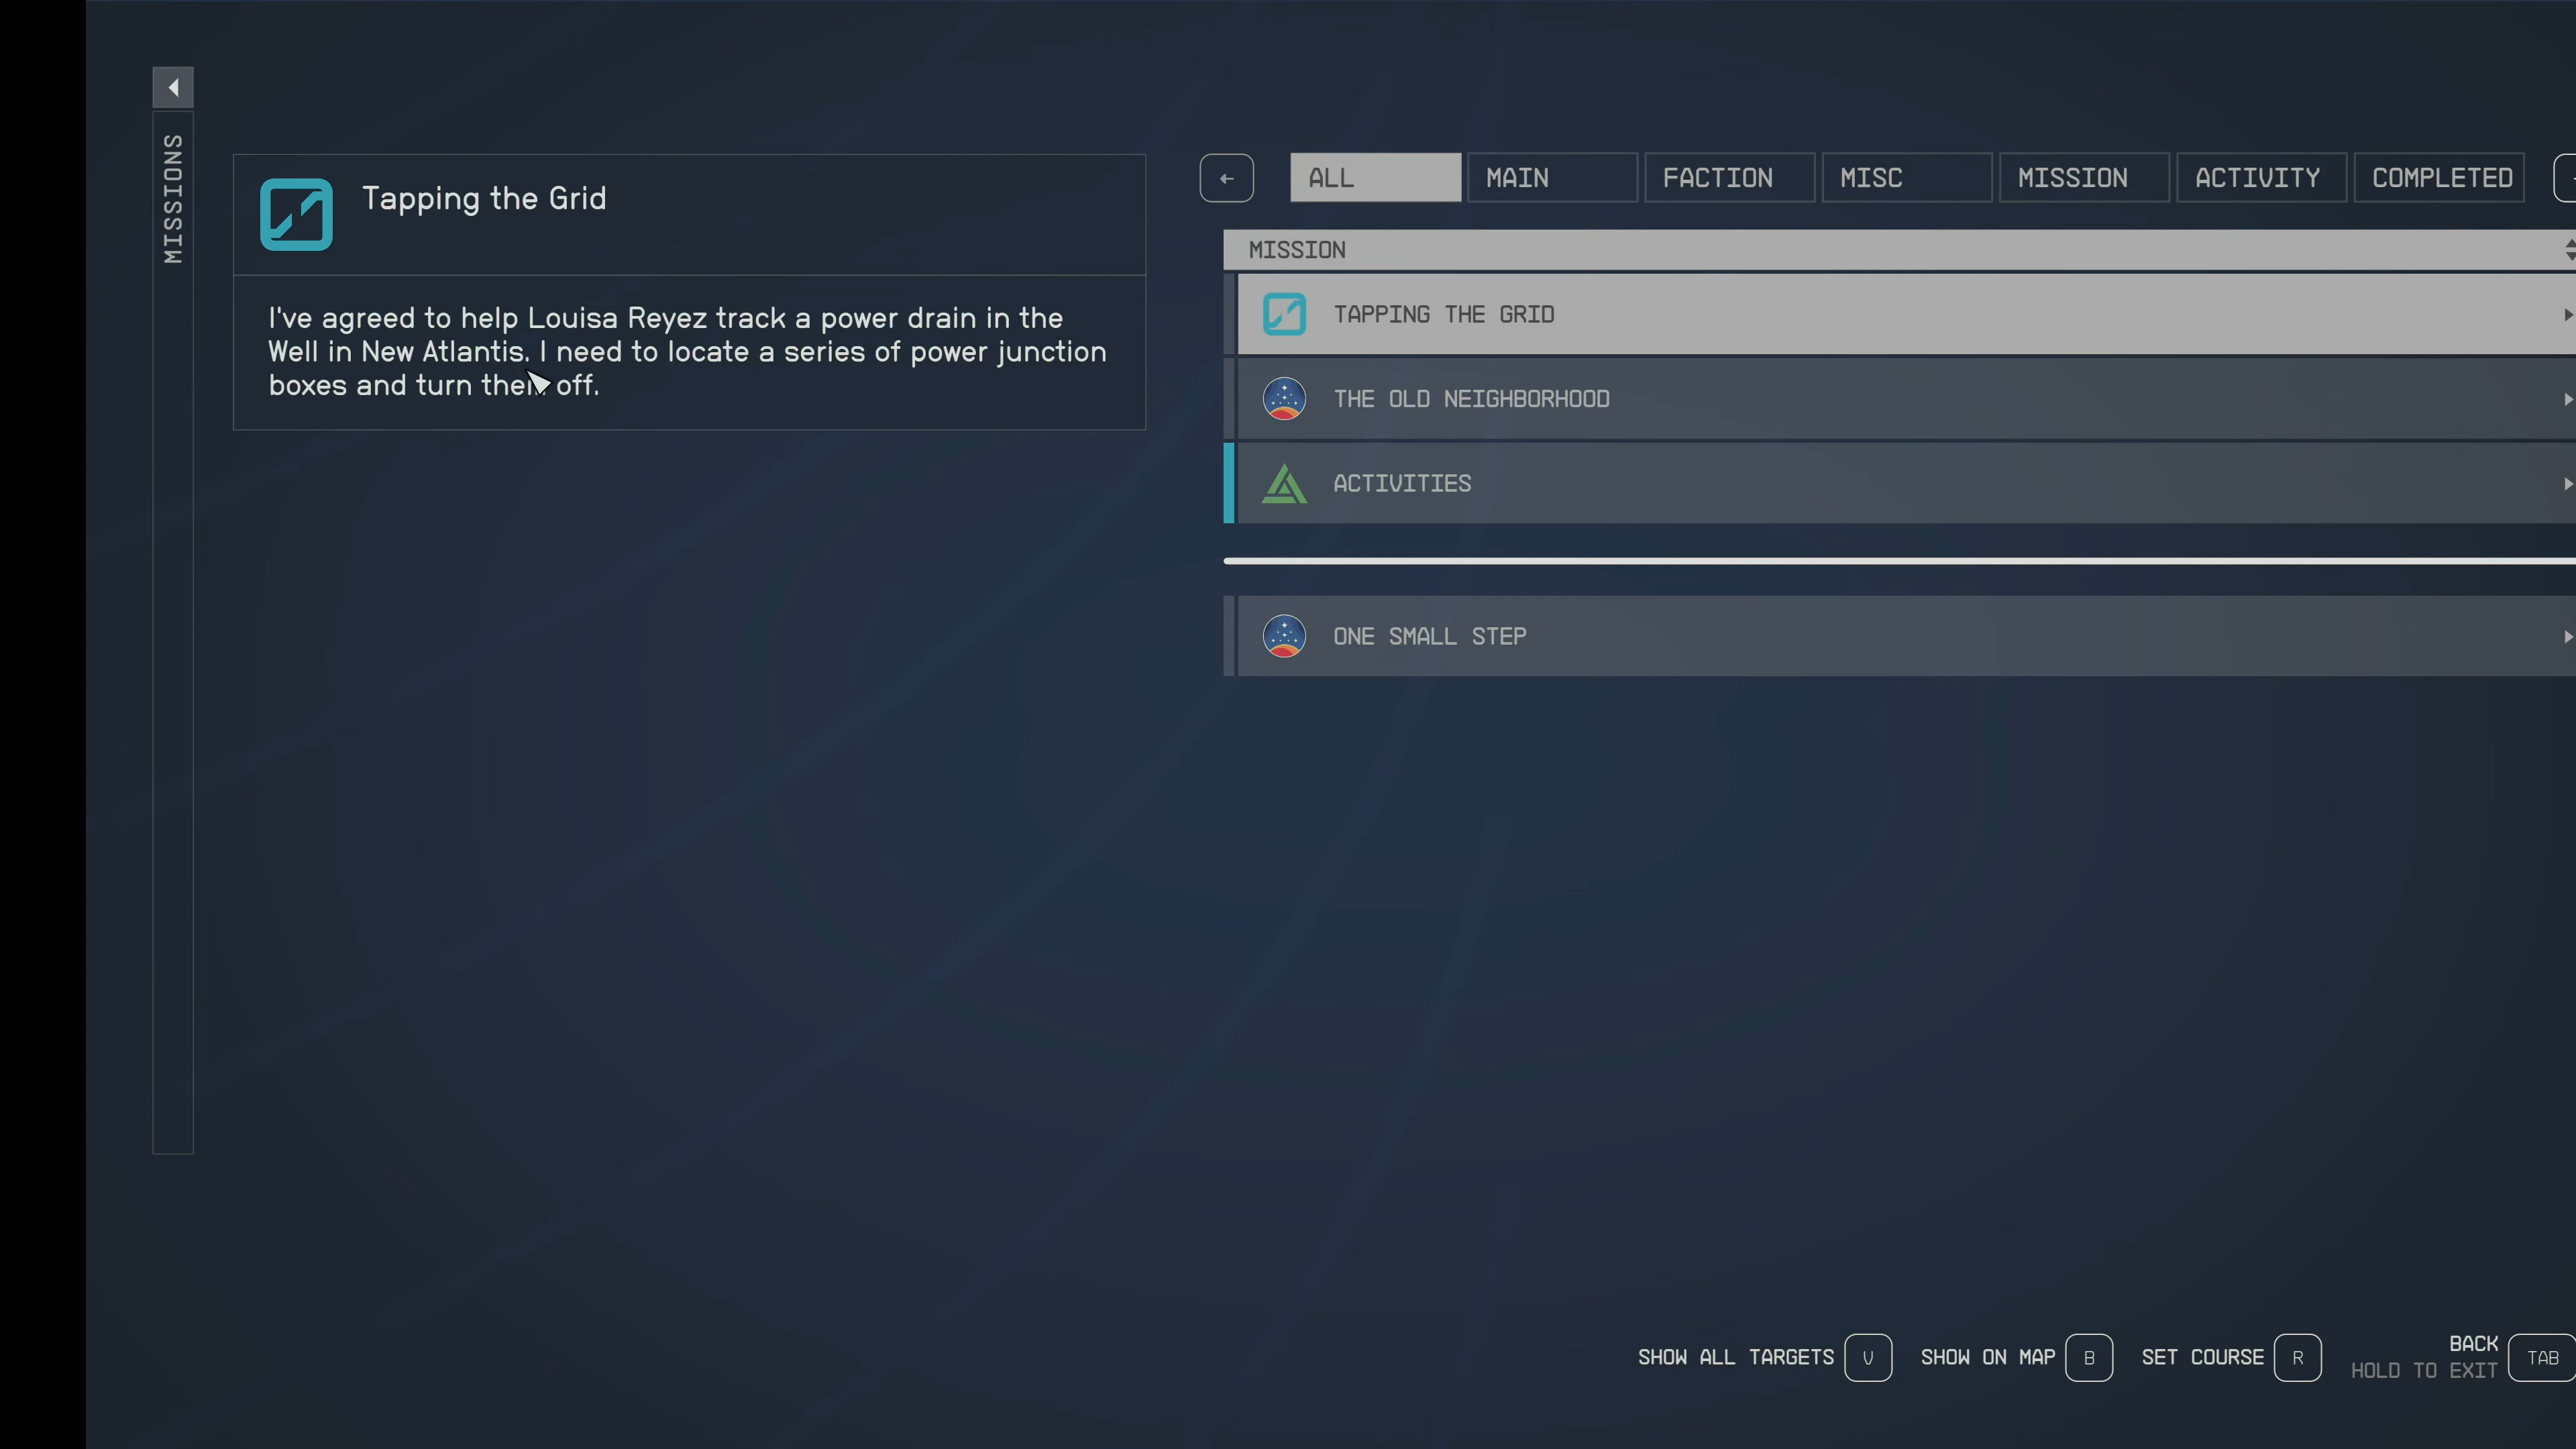 MISSIONS
Tapping the Grid
I've agreed to help Louisa Reyez track a power drain in the
Well in New Atlantis. I need to locate a series of power junction
boxes and turn them off.
ALL MAIN FACTION MISC MISSION ACTIVITY COMPLETED
MISSION
TAPPING THE GRID
THE OLD NEIGHBORHOOD
ACTIVITIES
ONE SMALL STEP
SHOW ALL TARGETS V SHOW ON MAP B SET COURSE R BACK TAB
HOLD TO EXIT